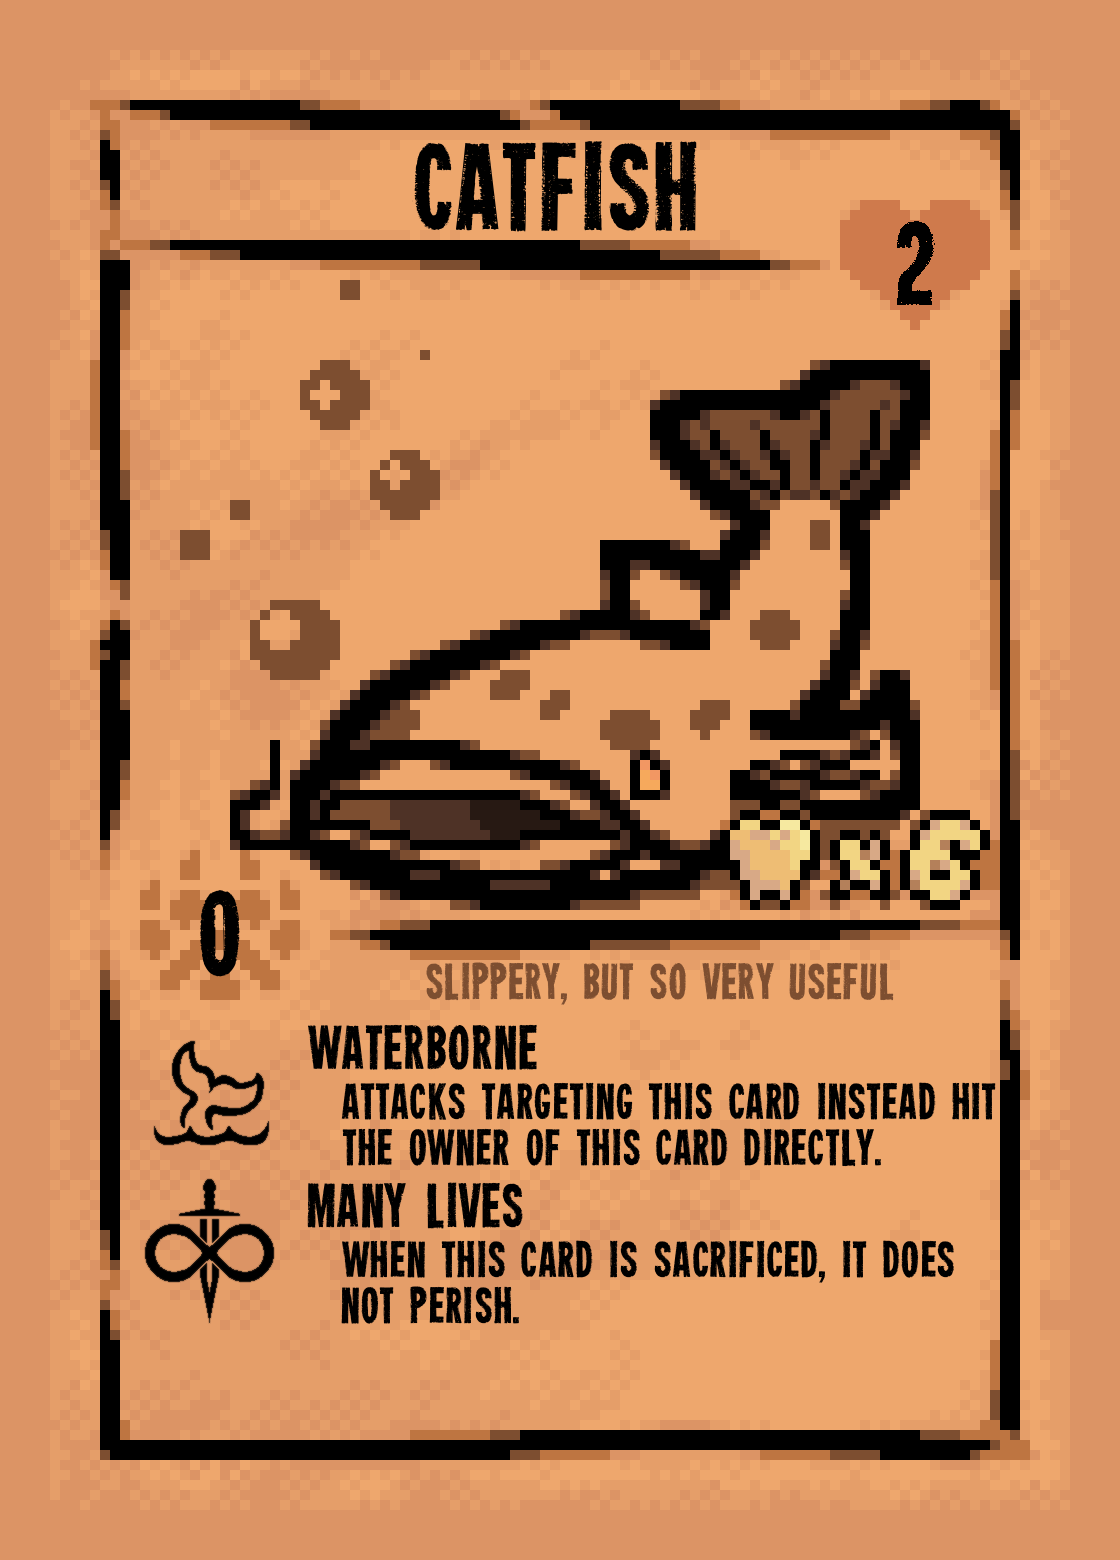 CATFISH
2
x6
0
SLIPPERY, BUT SO VERY USEFUL
WATERBORNE
ATTACKS TARGETING THIS CARD INSTEAD HIT
THE OWNER OF THIS CARD DIRECTLY.
MANY LIVES
WHEN THIS CARD IS SACRIFICED, IT DOES
NOT PERISH.